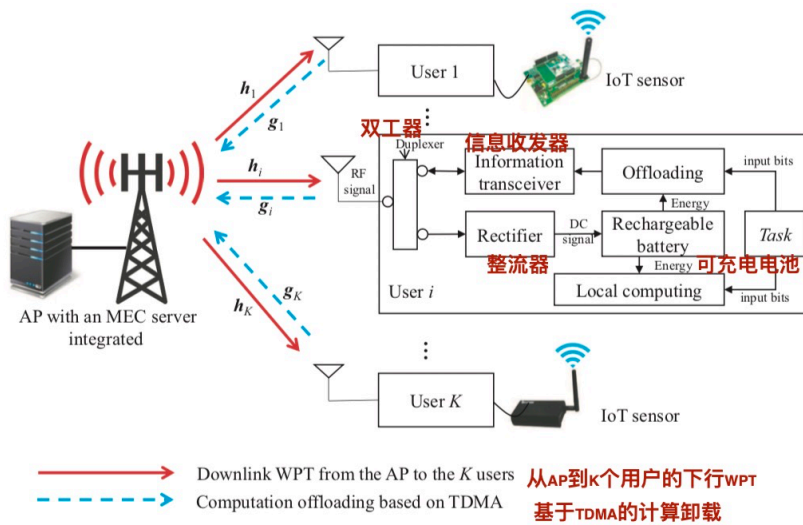 User 1
IoT sensor
h1
g1
双工器
Duplexer
信息收发器
Information
transceiver
Offloading
input bits
hi
gi
RF
signal
Energy
Rectifier
DC
signal
Rechargeable
battery
Task
整流器
Energy
可充电电池
User i
Local computing
input bits
AP with an MEC server
integrated
gK
hK
...
...
User K
IoT sensor
Downlink WPT from the AP to the K users
从AP到K个用户的下行WPT
Computation offloading based on TDMA
基于TDMA的计算卸载